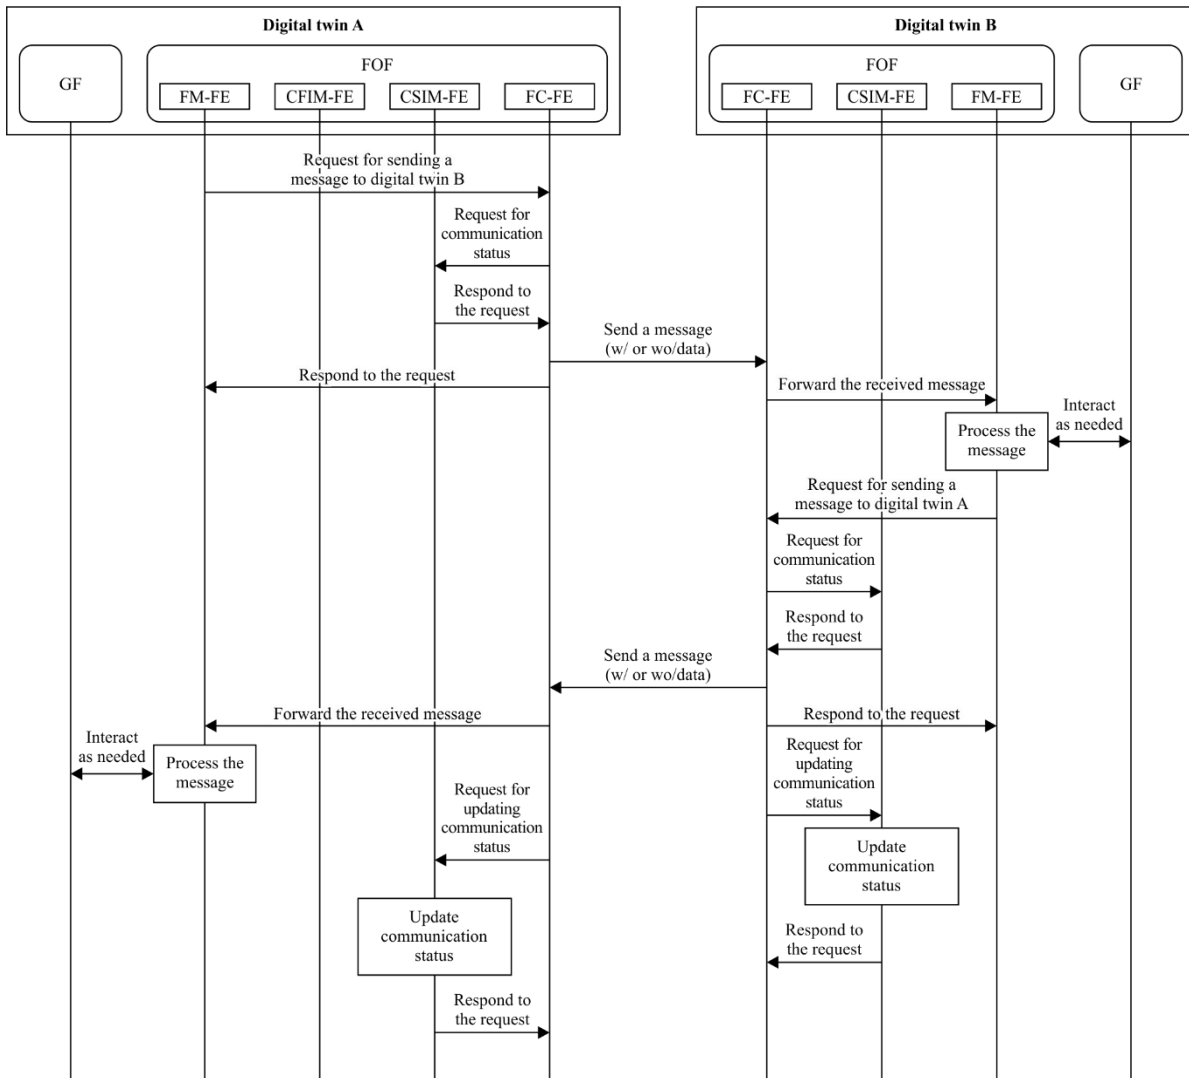 Digital twin A
Digital twin B
GF
FOF
FM-FE
CFIM-FE
CSIM-FE
FC-FE
FOF
FC-FE
CSIM-FE
FM-FE
GF
Request for sending a
message to digital twin B
Request for
communication
status
Respond to
the request
Send a message
(w/ or wo/data)
Respond to the request
Forward the received message
Interact
as needed
Process the
message
Request for sending a
message to digital twin A
Request for
communication
status
Respond to
the request
Send a message
(w/ or wo/data)
Forward the received message
Respond to the request
Interact
as needed
Process the
message
Request for
updating
communication
status
Request for
updating
communication
status
Update
communication
status
Update
communication
status
Respond to
the request
Respond to
the request